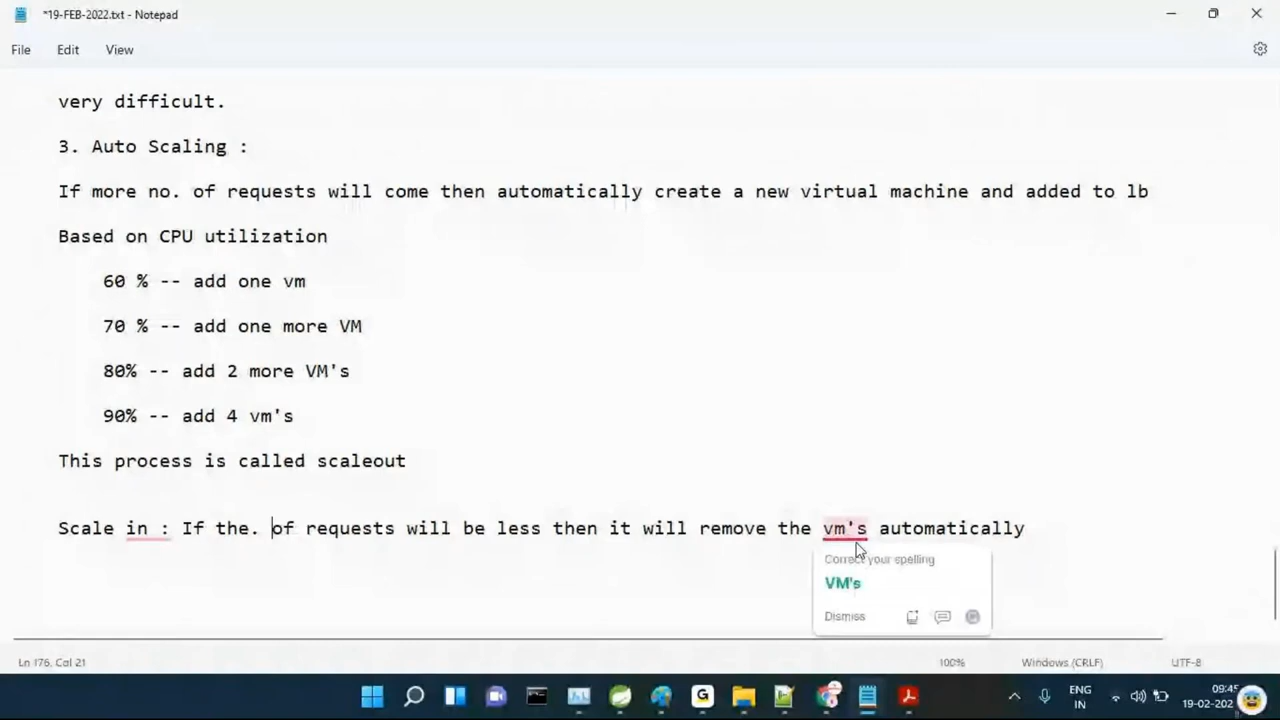 *19-FEB-2022.txt - Notepad
File Edit View
very difficult.
3. Auto Scaling :
If more no. of requests will come then automatically create a new virtual machine and added to lb
Based on CPU utilization
60 % -- add one vm
70 % -- add one more VM
80% -- add 2 more VM's
90% -- add 4 vm's
This process is called scaleout
Scale in : If the. of requests will be less then it will remove the vm's automatically
Correct your spelling
VM's
Dismiss
Ln 176, Col 21 100% Windows (CRLF) UTF-8
ENG 09:45
IN 19-02-202